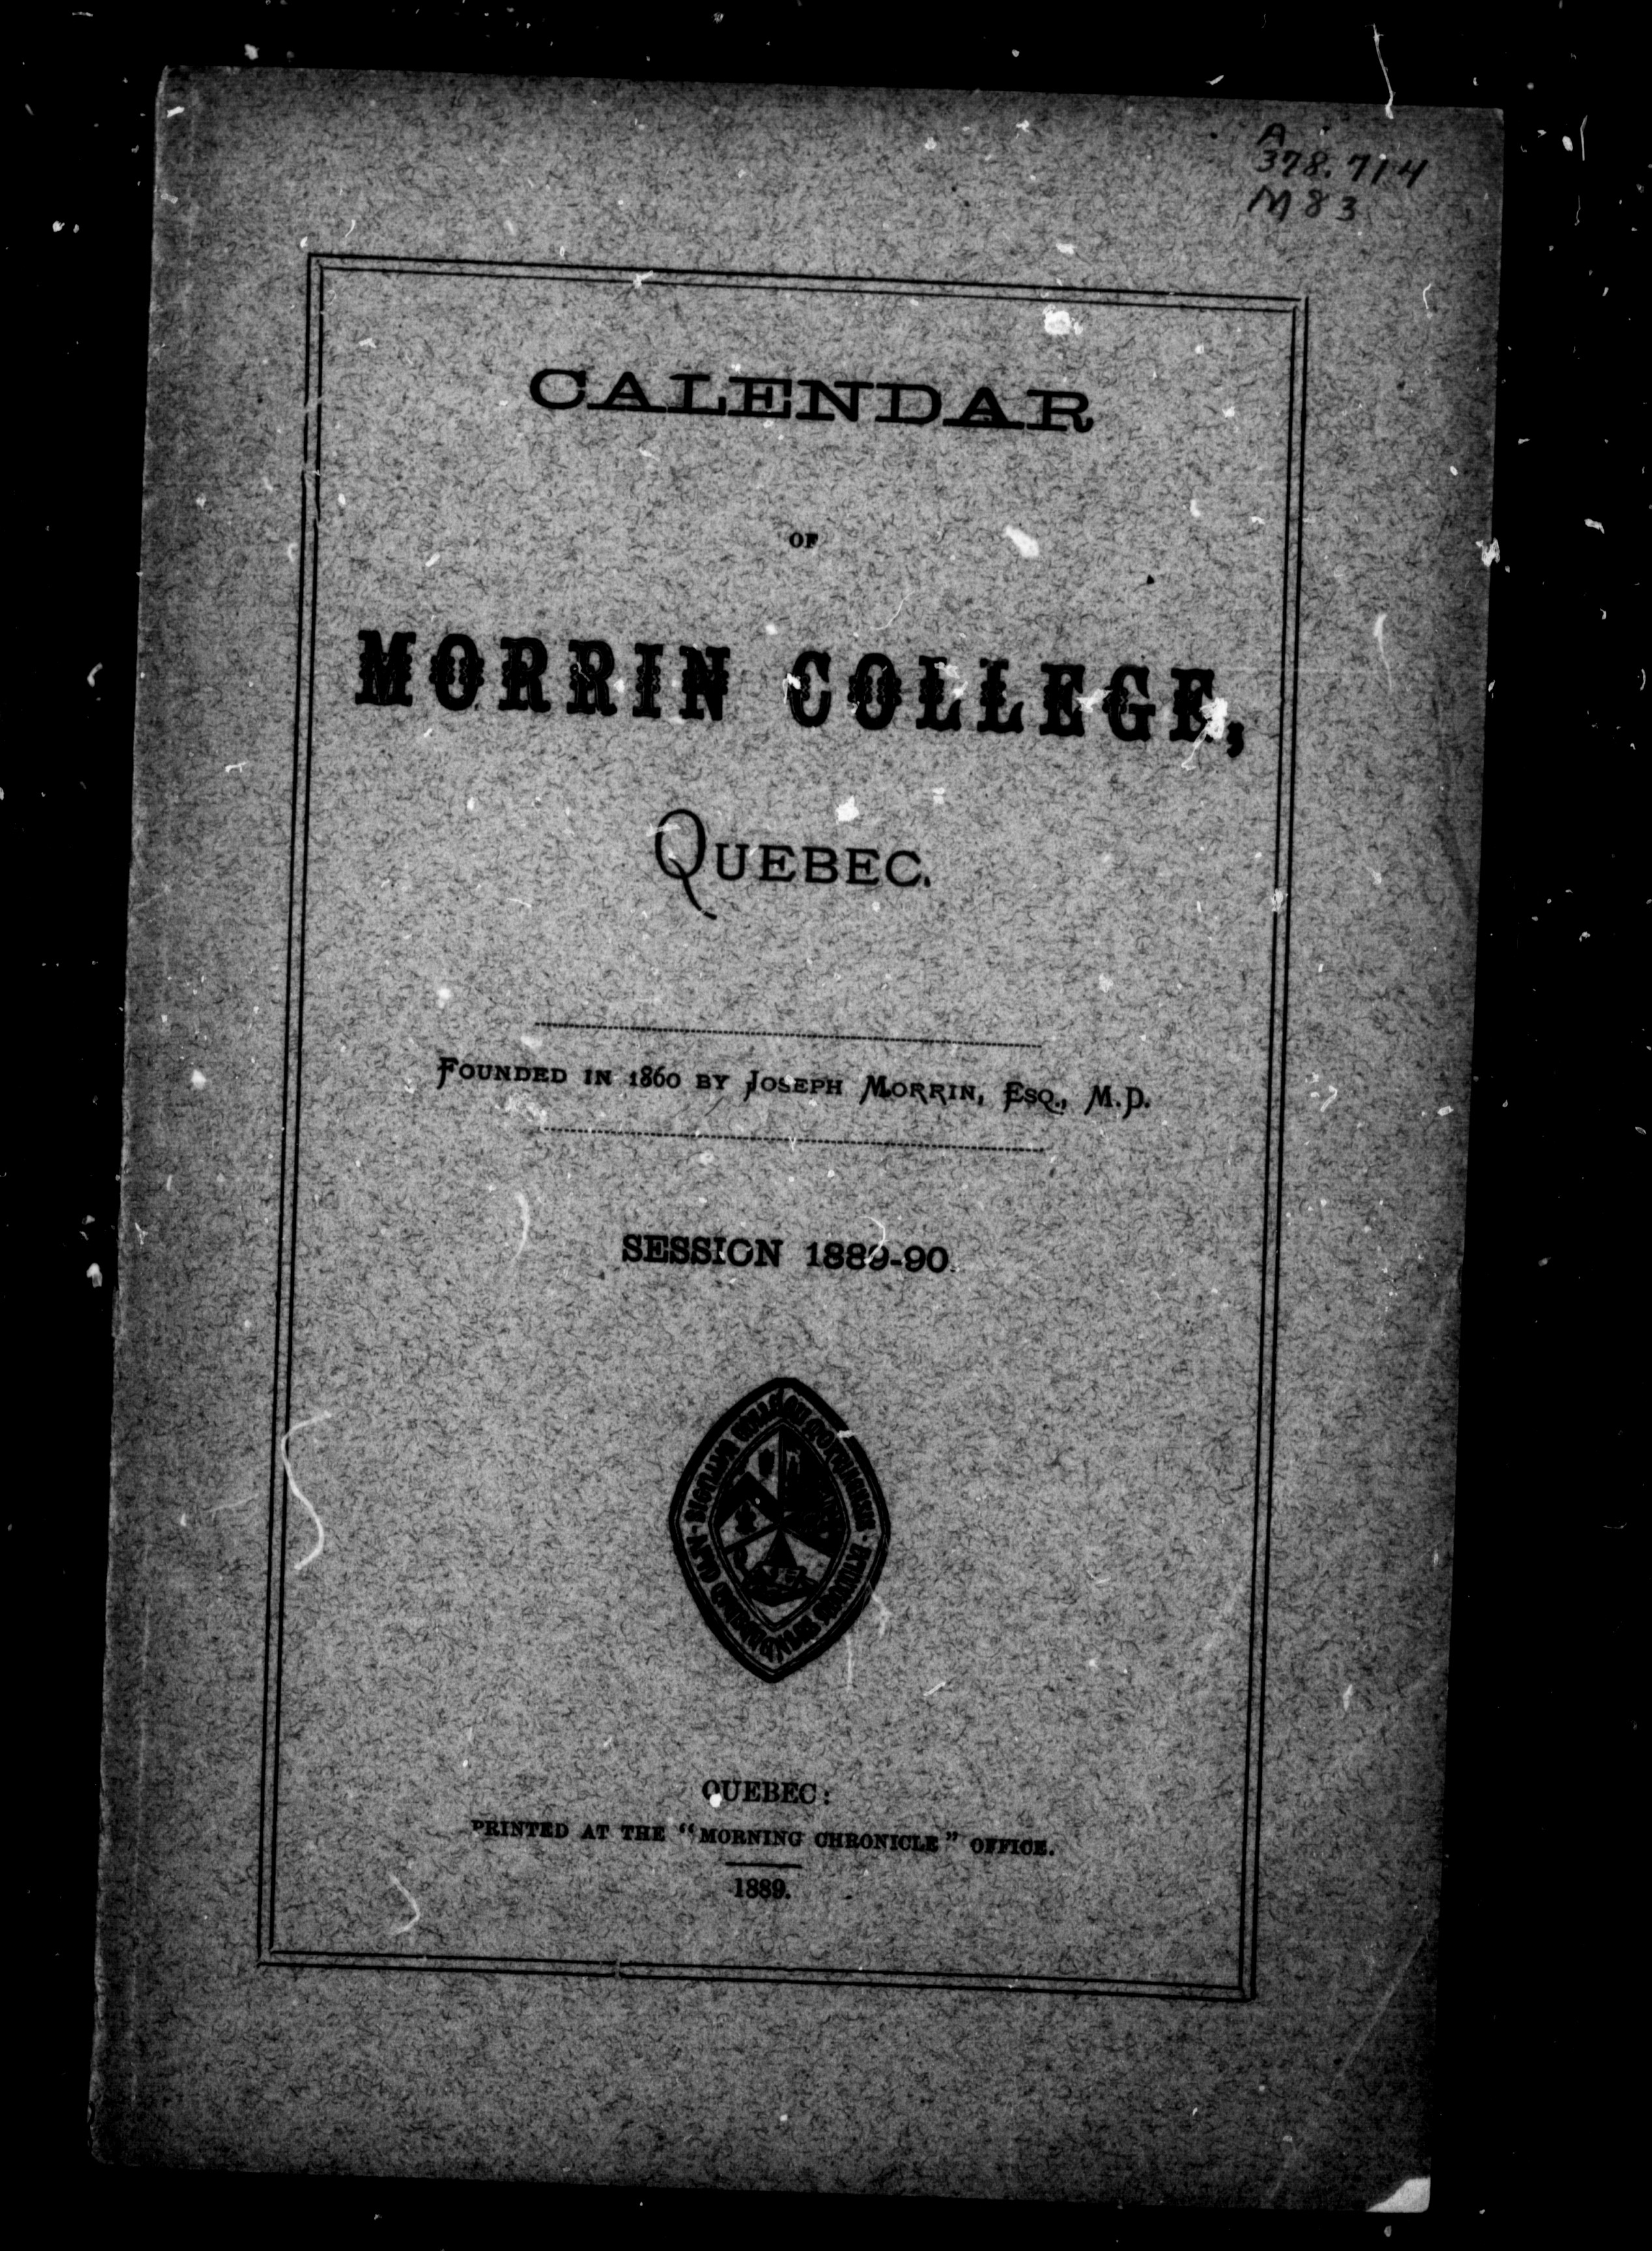 A
378.714
M83
CALENDAR
OF
MORRIN COLLEGE,
QUEBEC.
FOUNDED IN 1860 BY JOSEPH MORRIN, ESQ., M.D.
SESSION 1889-90.
QUEBEC:
PRINTED AT THE "MORNING CHRONICLE" OFFICE.
1889.